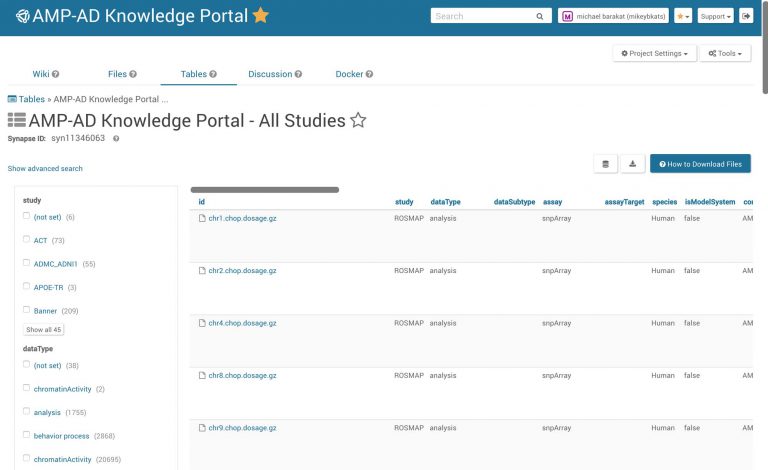 AMP-AD Knowledge Portal
Search
M michael barakat (mikeybkats)
Support
Project Settings
Tools
Wiki ?
Files ?
Tables ?
Discussion ?
Docker ?
Tables » AMP-AD Knowledge Portal ...
AMP-AD Knowledge Portal - All Studies
Synapse ID: syn11346063 ?
Show advanced search
? How to Download Files
study
(not set) (6)
ACT (73)
ADMC_ADNI1 (55)
APOE-TR (3)
Banner (209)
Show all 45
dataType
(not set) (38)
chromatinActivity (2)
analysis (1755)
behavior process (2868)
chromatinActivity (20695)
id study dataType dataSubtype assay assayTarget species isModelSystem con
chr1.chop.dosage.gz ROSMAP analysis snpArray Human false AM
chr2.chop.dosage.gz ROSMAP analysis snpArray Human false AM
chr4.chop.dosage.gz ROSMAP analysis snpArray Human false AM
chr8.chop.dosage.gz ROSMAP analysis snpArray Human false AM
chr9.chop.dosage.gz ROSMAP analysis snpArray Human false AM